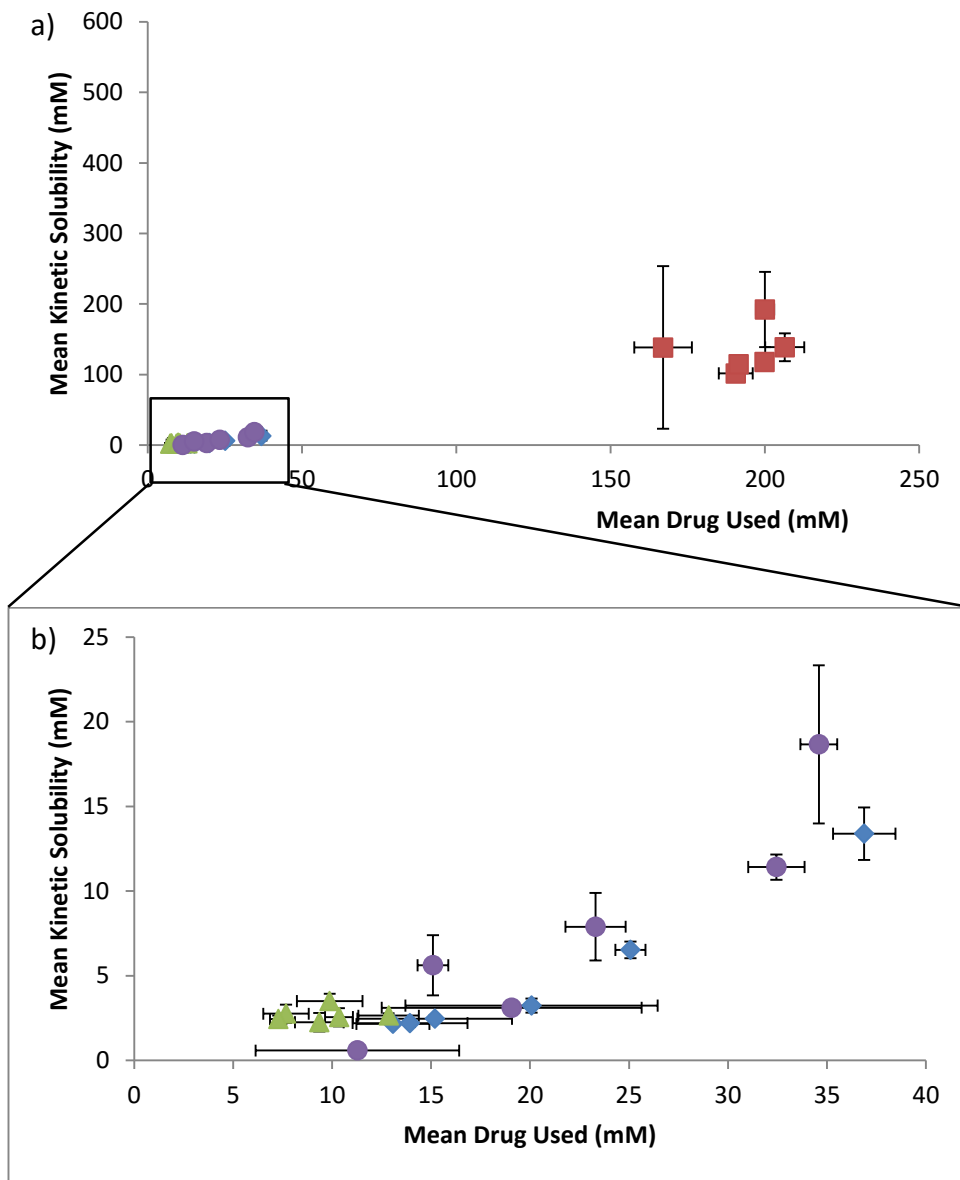 a)
Mean Kinetic Solubility (mM)
600
500
400
300
200
100
0
0 50 100 150 200 250
Mean Drug Used (mM)
b)
Mean Kinetic Solubility (mM)
25
20
15
10
5
0
0 5 10 15 20 25 30 35 40
Mean Drug Used (mM)